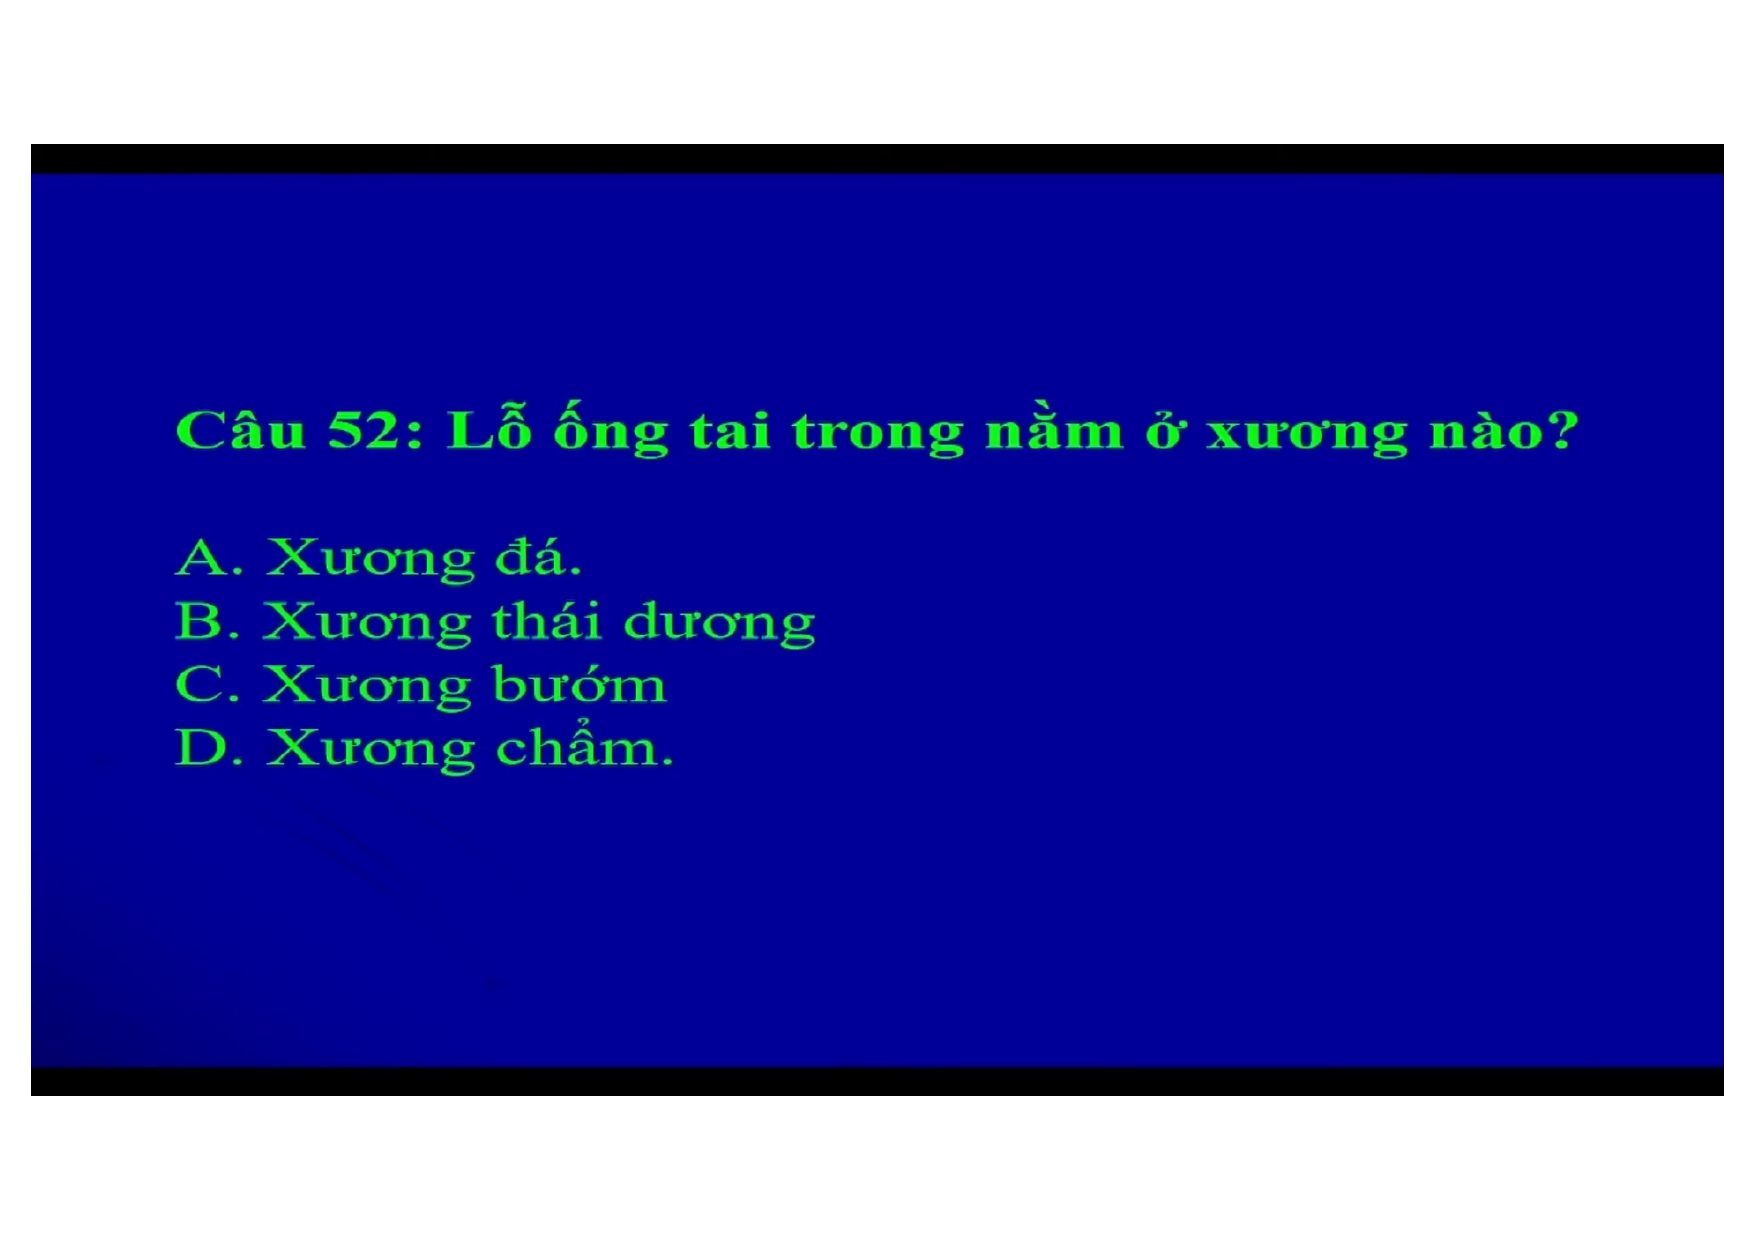 Câu 52: Lỗ ống tai trong nằm ở xương nào?
A. Xương đá.
B. Xương thái dương
C. Xương bướm
D. Xương chẩm.